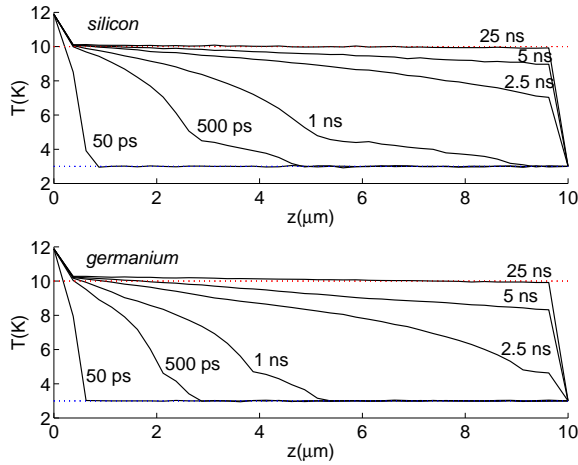 12
silicon
25 ns
10
5 ns
8
2.5 ns
T(K)
6
1 ns
500 ps
4
50 ps
2
0 2 4 6 8 10
z(μm)
12
germanium
25 ns
10
5 ns
8
T(K)
6
2.5 ns
1 ns
500 ps
4
50 ps
2
0 2 4 6 8 10
z(μm)